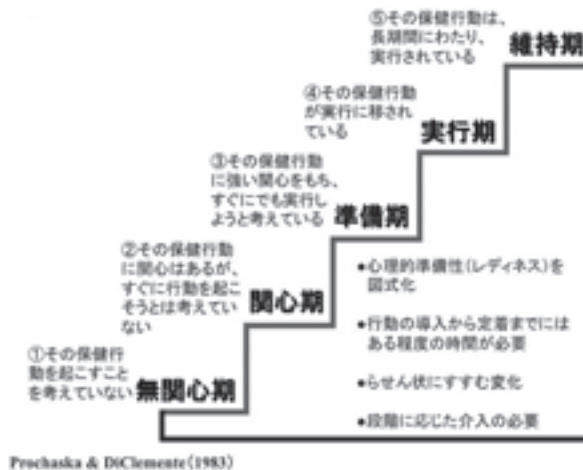 ⑤その保健行動は、
長期間にわたり、
実行されている
維持期
④その保健行動
が実行に移され
ている
実行期
③その保健行動
に強い関心をもち、
すぐにでも実行し
ようと考えている
準備期
②その保健行動
に関心はあるが、
すぐに行動を起こ
そうとは考えてい
ない
関心期
①その保健行
動を起こすこと
を考えていない
無関心期
●心理的準備性(レディネス)を
図式化
●行動の導入から定着までには
ある程度の時間が必要
●らせん状にすすむ変化
●段階に応じた介入の必要
Prochaska & DiClemente(1983)